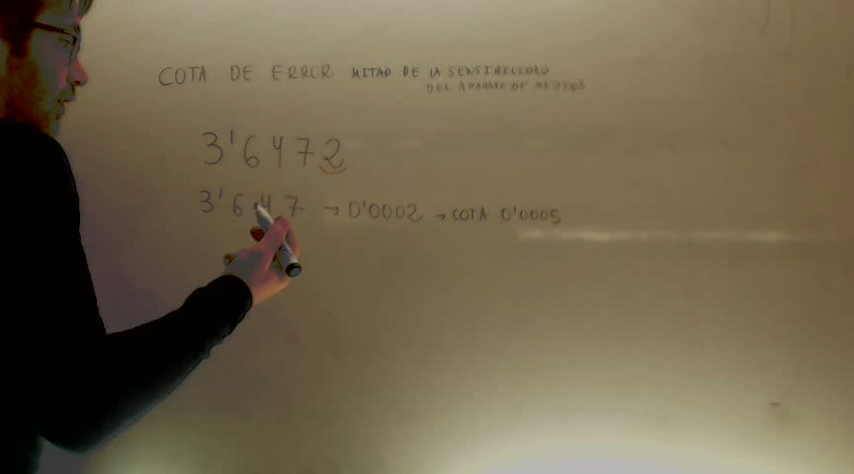 COTA DE ERROR MITAD DE LA SENSIBILIDAD
DEL APARATO DE MEDIDA
3'6472
3'647 → 0'0002 → COTA 0'0005